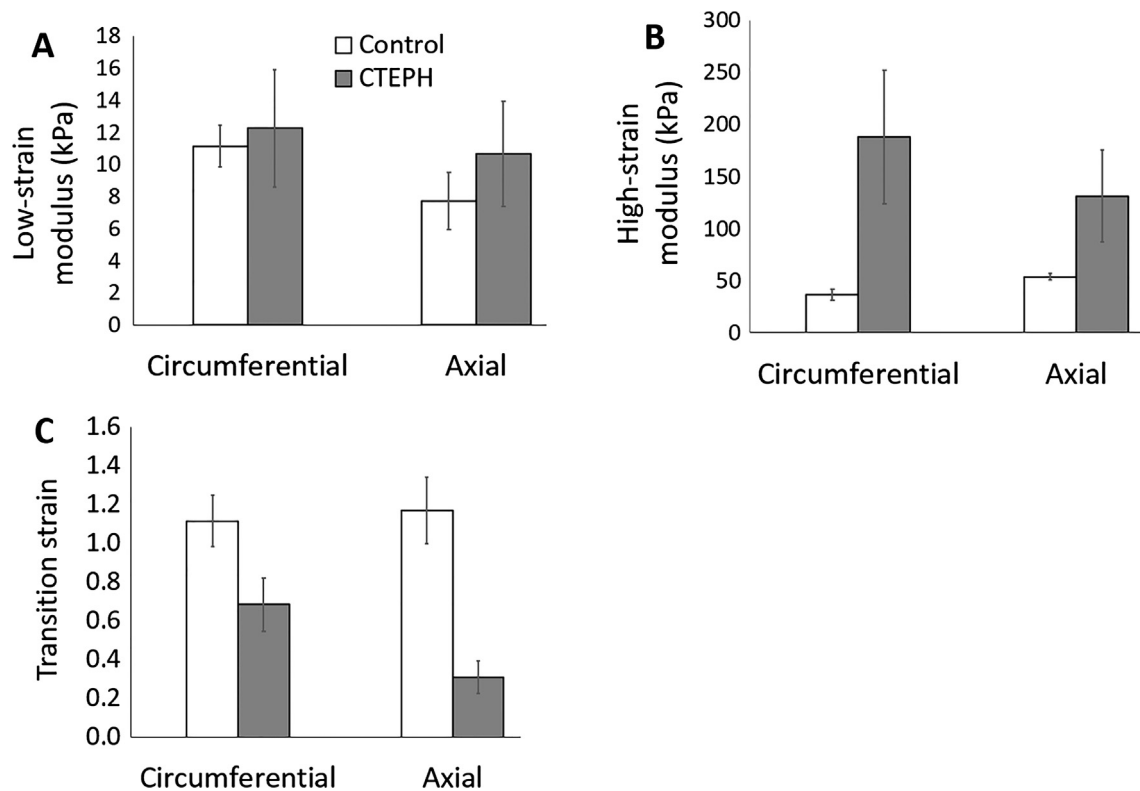 A
Low-strain
modulus (kPa)
18
16
14
12
10
8
6
4
2
0
Control
CTEPH
Circumferential
Axial
B
High-strain
modulus (kPa)
300
250
200
150
100
50
0
Circumferential
Axial
C
Transition strain
1.6
1.4
1.2
1.0
0.8
0.6
0.4
0.2
0.0
Circumferential
Axial